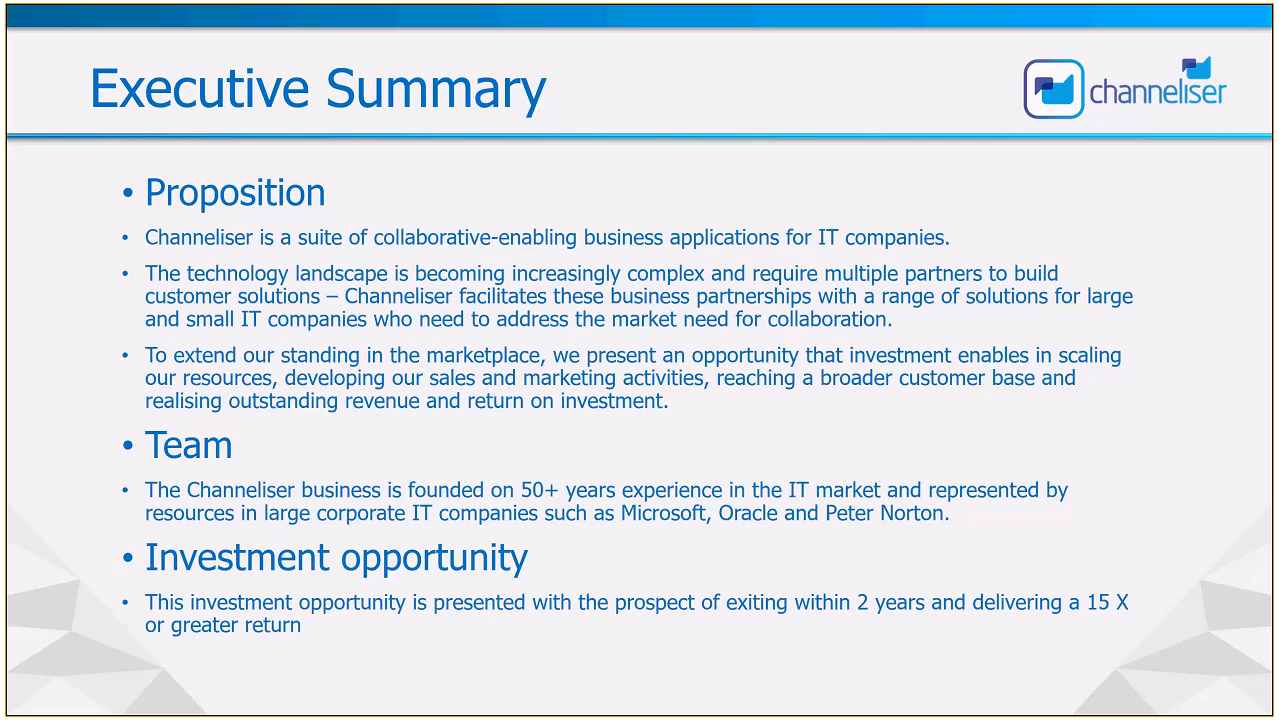 Executive Summary
channeliser
• Proposition
• Channeliser is a suite of collaborative-enabling business applications for IT companies.
• The technology landscape is becoming increasingly complex and require multiple partners to build
customer solutions – Channeliser facilitates these business partnerships with a range of solutions for large
and small IT companies who need to address the market need for collaboration.
• To extend our standing in the marketplace, we present an opportunity that investment enables in scaling
our resources, developing our sales and marketing activities, reaching a broader customer base and
realising outstanding revenue and return on investment.
• Team
• The Channeliser business is founded on 50+ years experience in the IT market and represented by
resources in large corporate IT companies such as Microsoft, Oracle and Peter Norton.
• Investment opportunity
• This investment opportunity is presented with the prospect of exiting within 2 years and delivering a 15 X
or greater return